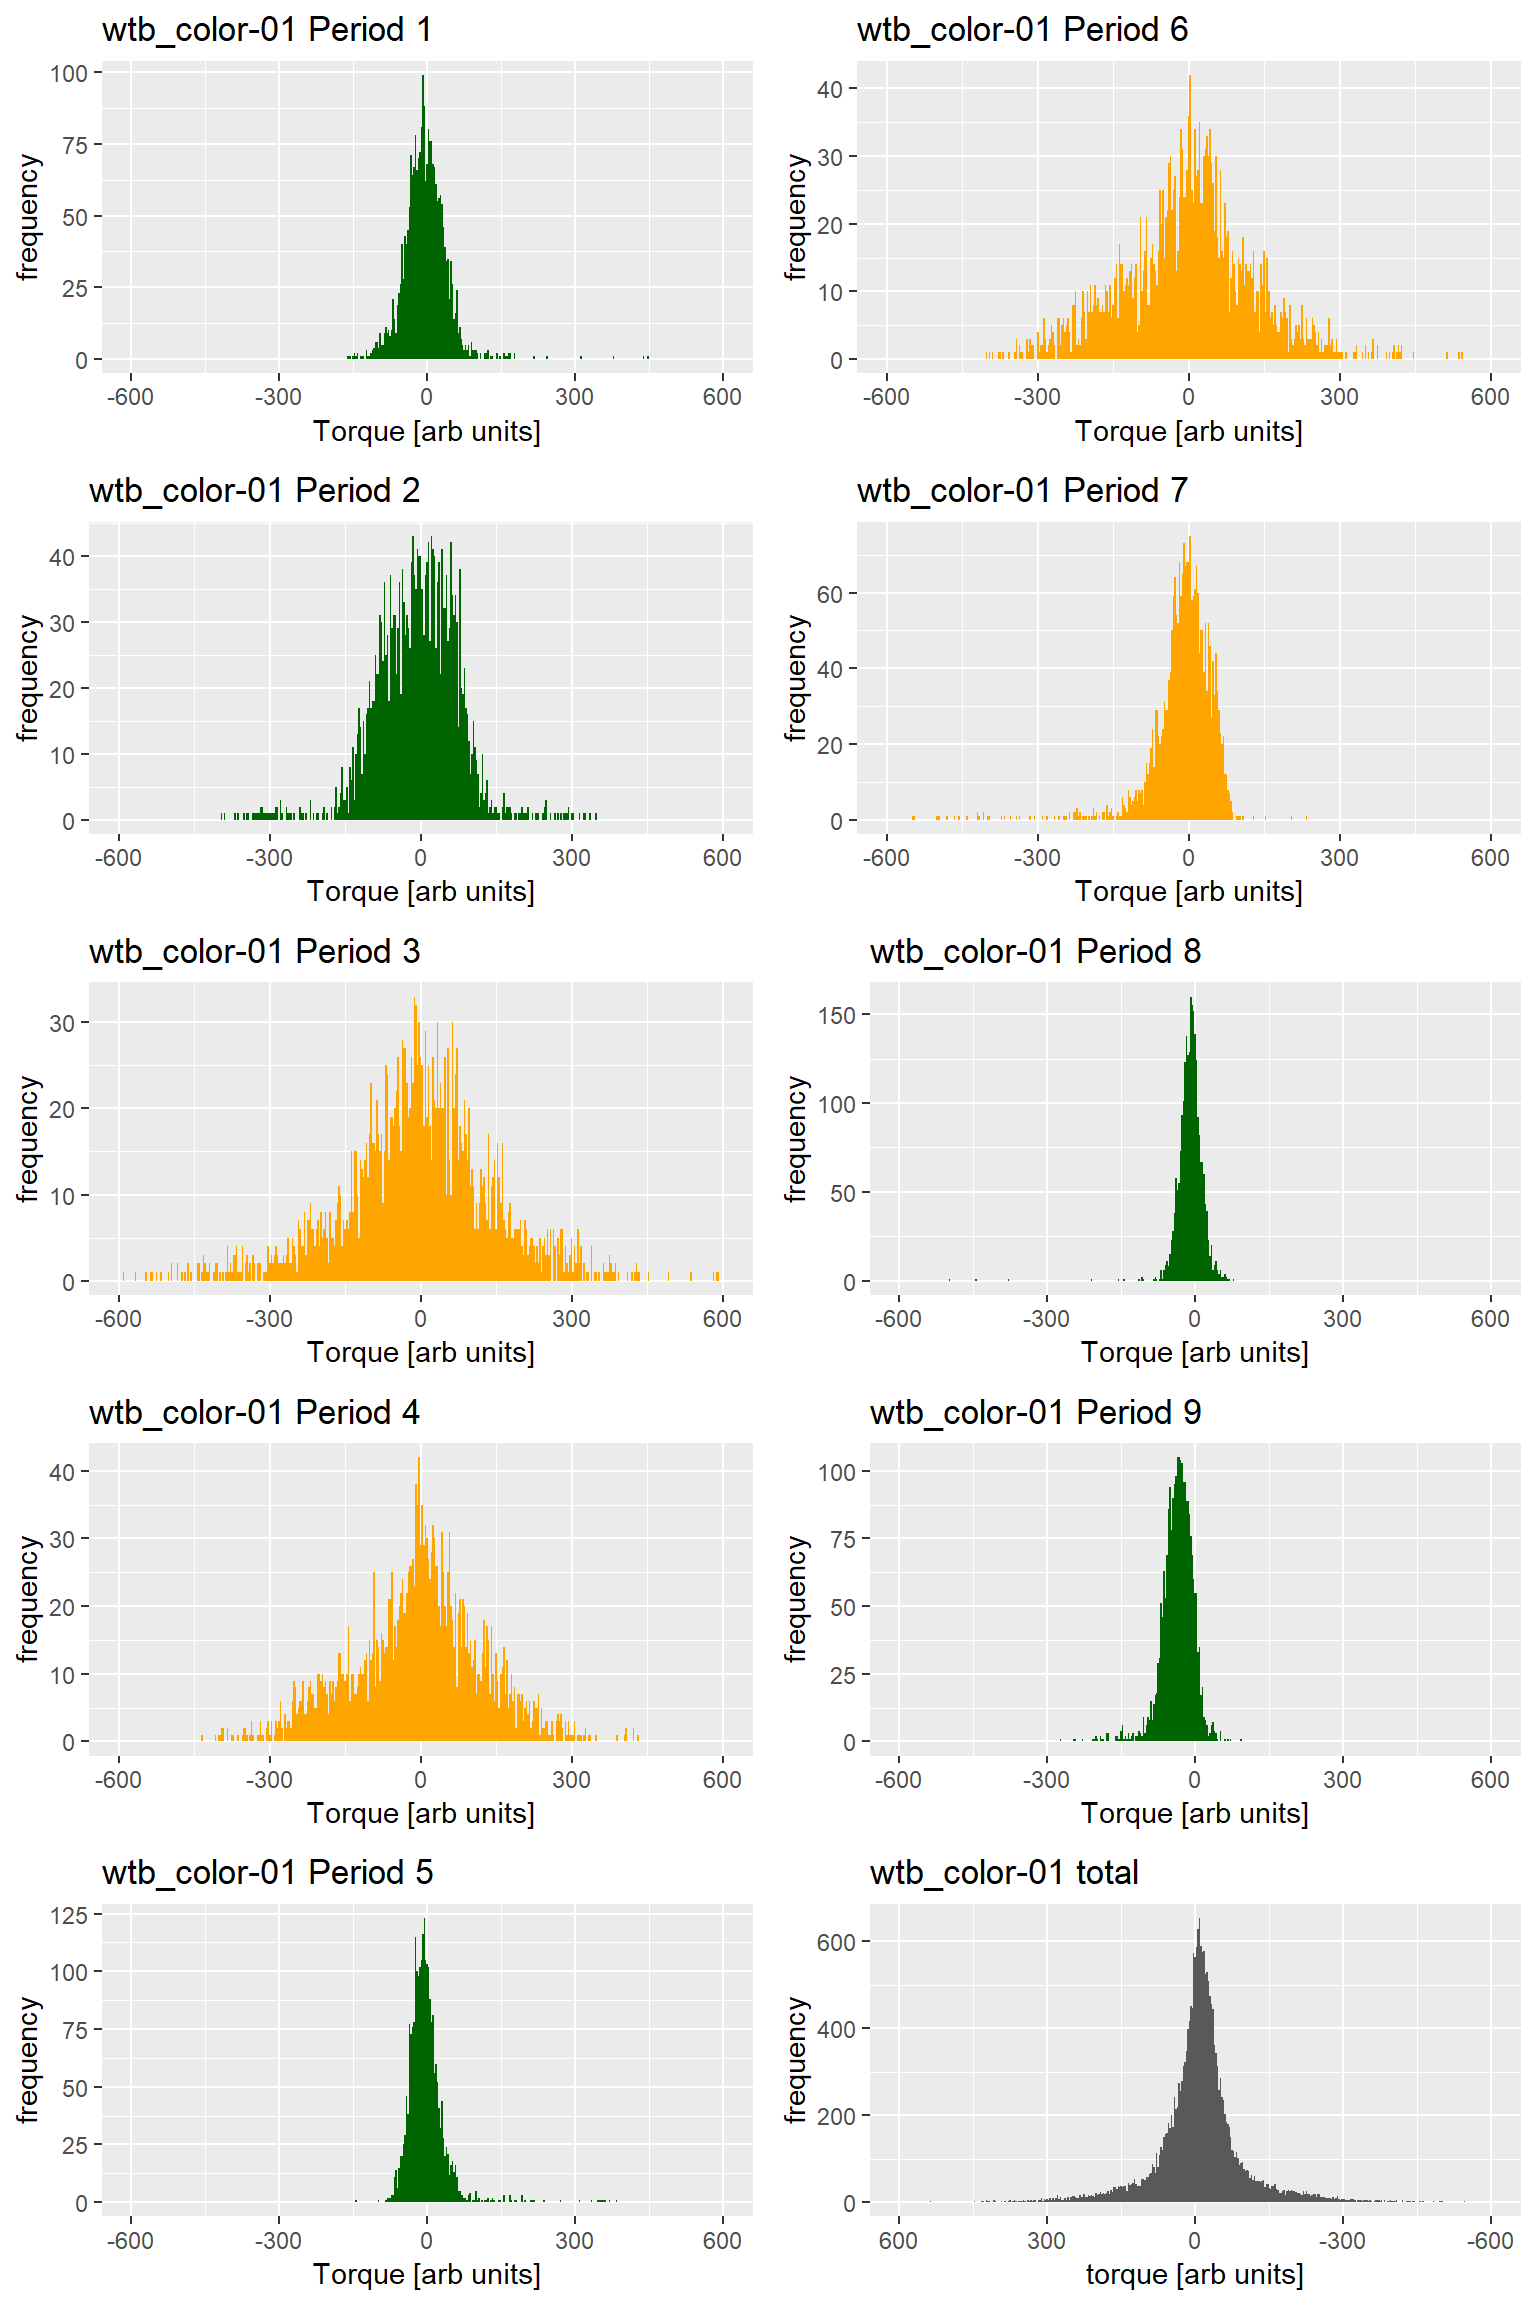 wtb_color-01 Period 1
frequency
100
75
50
25
0
-600 -300 0 300 600
Torque [arb units]
wtb_color-01 Period 6
frequency
40
30
20
10
0
-600 -300 0 300 600
Torque [arb units]
wtb_color-01 Period 2
frequency
40
30
20
10
0
-600 -300 0 300 600
Torque [arb units]
wtb_color-01 Period 7
frequency
60
40
20
0
-600 -300 0 300 600
Torque [arb units]
wtb_color-01 Period 3
frequency
30
20
10
0
-600 -300 0 300 600
Torque [arb units]
wtb_color-01 Period 8
frequency
150
100
50
0
-600 -300 0 300 600
Torque [arb units]
wtb_color-01 Period 4
frequency
40
30
20
10
0
-600 -300 0 300 600
Torque [arb units]
wtb_color-01 Period 9
frequency
100
75
50
25
0
-600 -300 0 300 600
Torque [arb units]
wtb_color-01 Period 5
frequency
125
100
75
50
25
0
-600 -300 0 300 600
Torque [arb units]
wtb_color-01 total
frequency
600
400
200
0
600 300 0 -300 -600
torque [arb units]